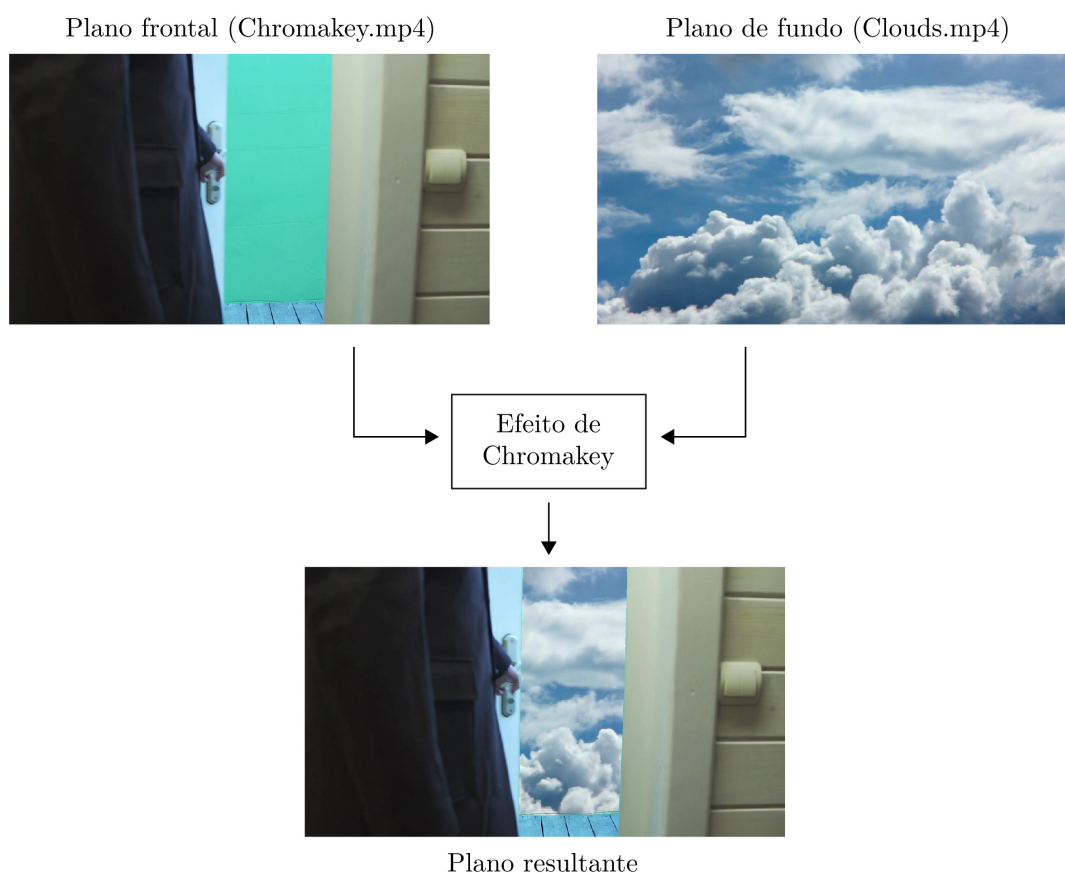 Plano frontal (Chromakey.mp4)
Plano de fundo (Clouds.mp4)
Efeito de
Chromakey
Plano resultante